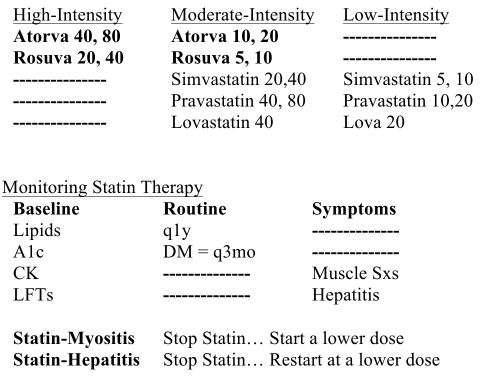 High-Intensity Moderate-Intensity Low-Intensity
Atorva 40, 80 Atorva 10, 20 ---------------
Rosuva 20, 40 Rosuva 5, 10 ---------------
--------------- Simvastatin 20,40 Simvastatin 5, 10
--------------- Pravastatin 40, 80 Pravastatin 10,20
--------------- Lovastatin 40 Lova 20
Monitoring Statin Therapy
Baseline Routine Symptoms
Lipids q1y --------------
A1c DM = q3mo --------------
CK -------------- Muscle Sxs
LFTs -------------- Hepatitis
Statin-Myositis Stop Statin… Start a lower dose
Statin-Hepatitis Stop Statin… Restart at a lower dose